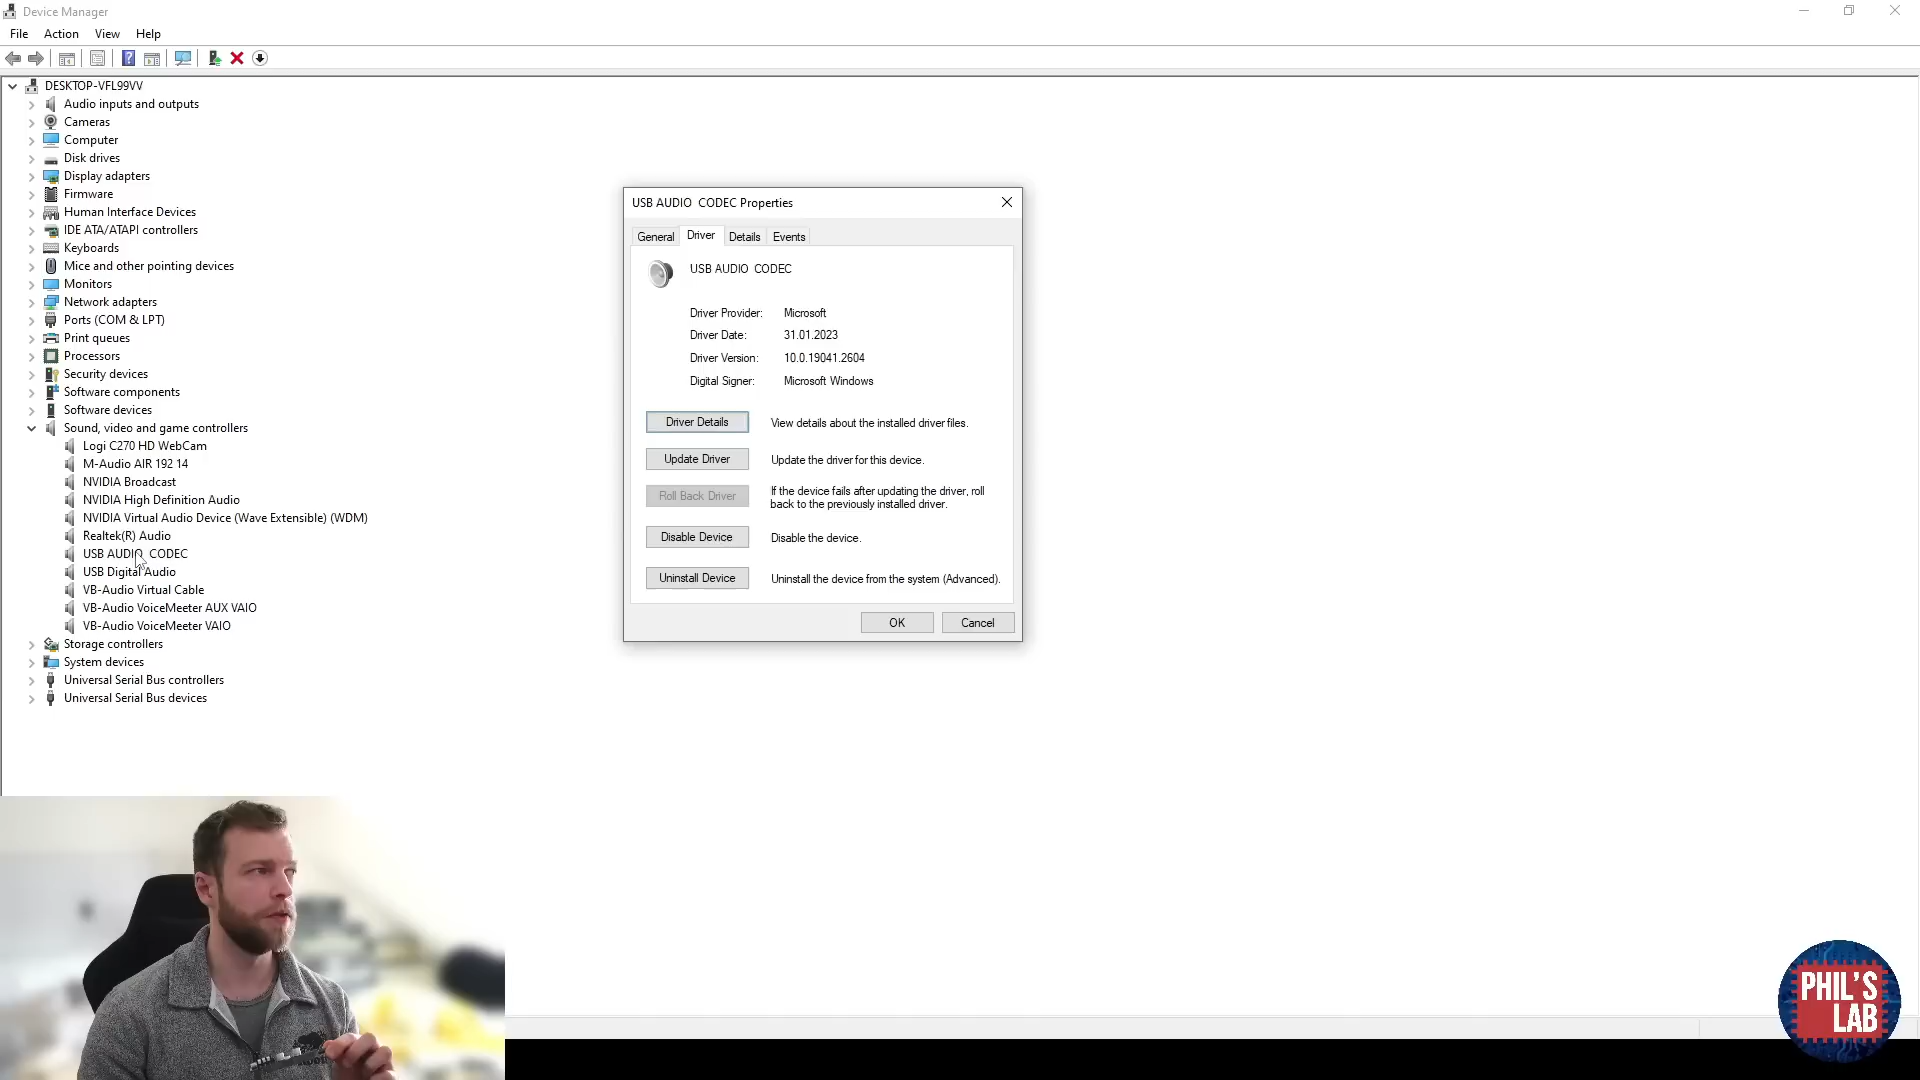 Device Manager
File Action View Help
DESKTOP-VFL99VV
Audio inputs and outputs
Cameras
Computer
Disk drives
Display adapters
Firmware
Human Interface Devices
IDE ATA/ATAPI controllers
Keyboards
Mice and other pointing devices
Monitors
Network adapters
Ports (COM & LPT)
Print queues
Processors
Security devices
Software components
Software devices
Sound, video and game controllers
Logi C270 HD WebCam
M-Audio AIR 192 14
NVIDIA Broadcast
NVIDIA High Definition Audio
NVIDIA Virtual Audio Device (Wave Extensible) (WDM)
Realtek(R) Audio
USB AUDIO  CODEC
USB Digital Audio
VB-Audio Virtual Cable
VB-Audio VoiceMeeter AUX VAIO
VB-Audio VoiceMeeter VAIO
Storage controllers
System devices
Universal Serial Bus controllers
Universal Serial Bus devices
USB AUDIO  CODEC Properties
General Driver Details Events
USB AUDIO  CODEC
Driver Provider: Microsoft
Driver Date: 31.01.2023
Driver Version: 10.0.19041.2604
Digital Signer: Microsoft Windows
Driver Details View details about the installed driver files.
Update Driver Update the driver for this device.
Roll Back Driver If the device fails after updating the driver, roll
back to the previously installed driver.
Disable Device Disable the device.
Uninstall Device Uninstall the device from the system (Advanced).
OK Cancel
PHIL'S
LAB